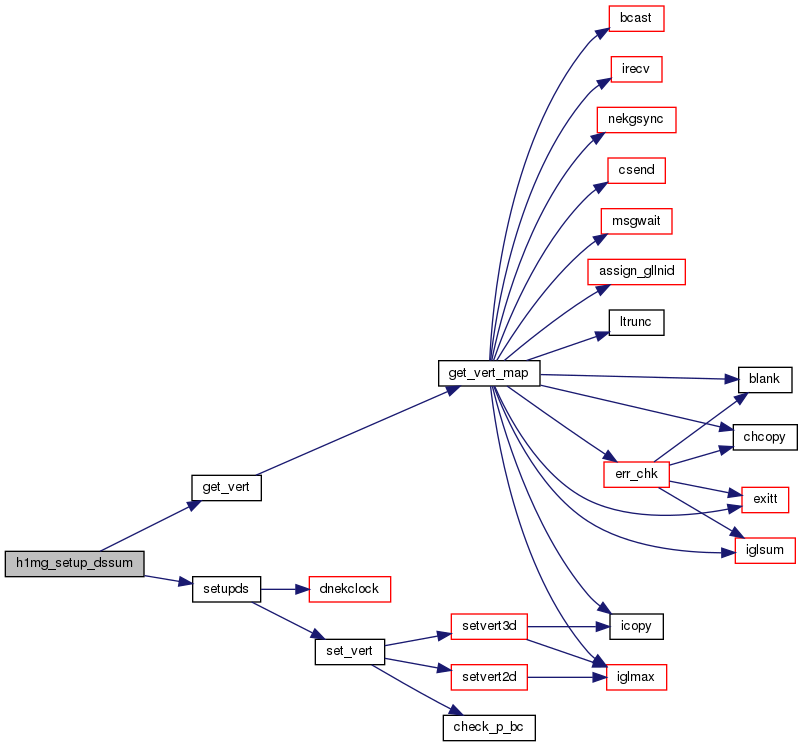 bcast
irecv
nekgsync
csend
msgwait
assign_gllnid
ltrunc
get_vert_map
blank
chcopy
err_chk
get_vert
exitt
iglsum
h1mg_setup_dssum
setupds
dnekclock
setvert3d
icopy
set_vert
setvert2d
iglmax
check_p_bc